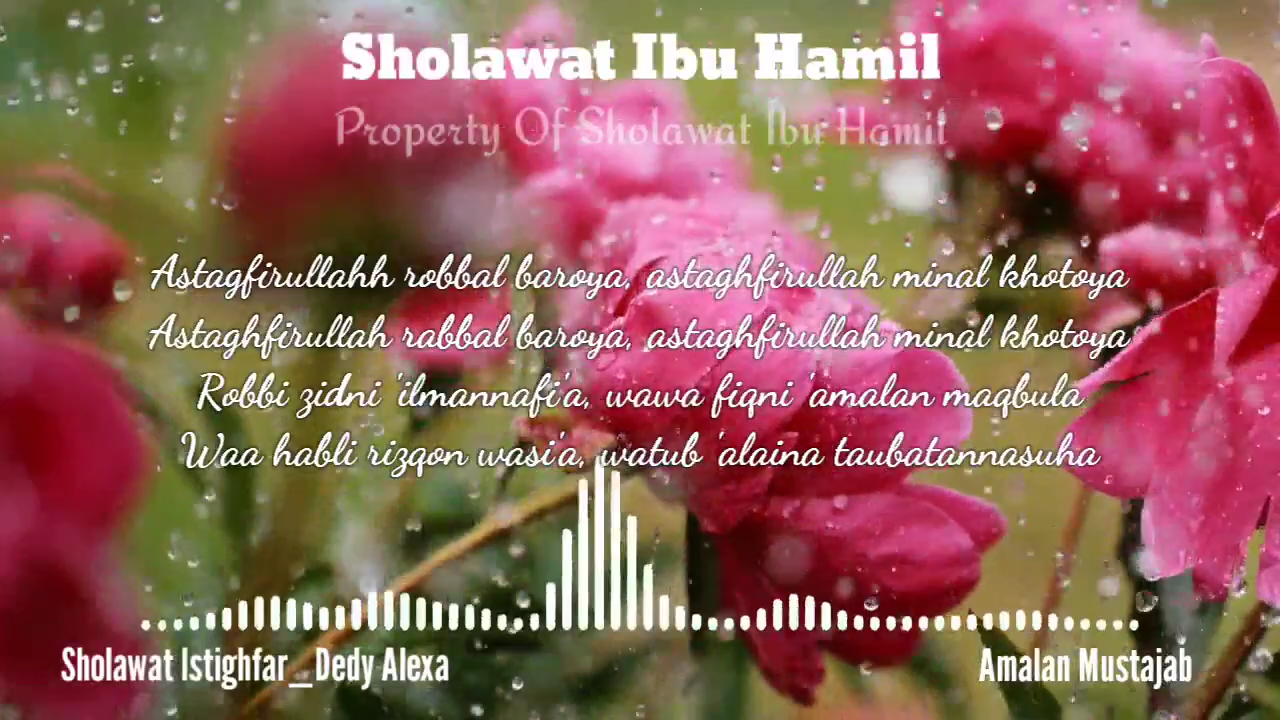 Sholawat Ibu Hamil
Property Of Sholawat Ibu Hamil
Astagfirullahh robbal baroya, astaghfirullah minal khotoya
Astaghfirullah rabbal baroya, astaghfirullah minal khotoya
Robbi zidni 'ilmannafi'a, wawa fiqni 'amalan maqbula
Waa habli rizqon wasi'a, watub 'alaina taubatannasuha
Sholawat Istighfar_Dedy Alexa
Amalan Mustajab